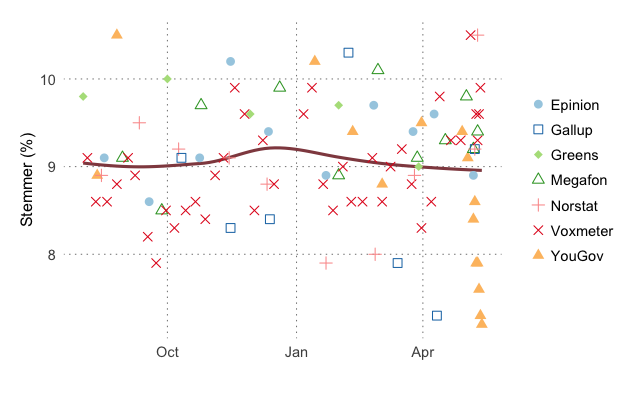 Stemmer (%)
10
9
8
Oct
Jan
Apr
Epinion
Gallup
Greens
Megafon
Norstat
Voxmeter
YouGov